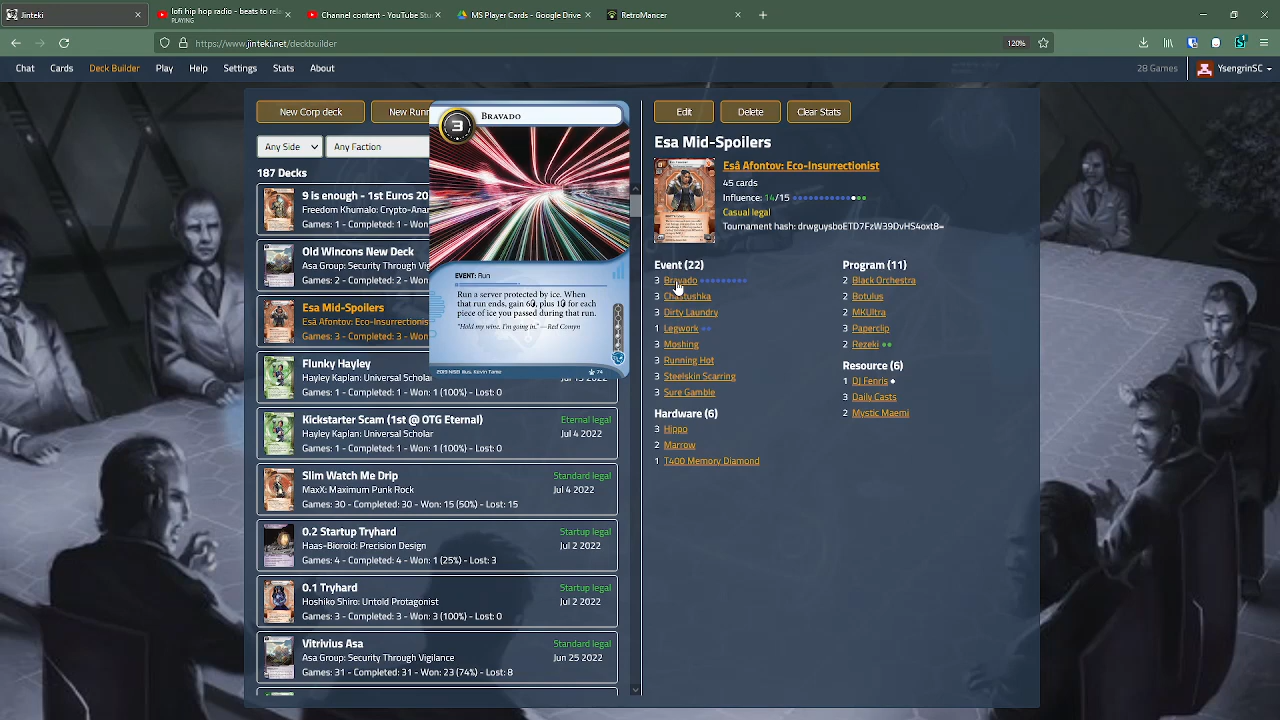 Jinteki
lofi hip hop radio - beats to rel
PLAYING
Channel content - YouTube Stu
MS Player Cards - Google Drive
RetroMancer
https://www.jinteki.net/deckbuilder
120%
Chat
Cards
Deck Builder
Play
Help
Settings
Stats
About
28 Games
YsengrinSC
New Corp deck
New Runn
Any Side
Any Faction
187 Decks
9 is enough - 1st Euros 20
Freedom Khumalo: Crypto-Anar
Games: 1 - Completed: 1 - Won:
Old Wincons New Deck
Asa Group: Security Through Vigi
Games: 2 - Completed: 2 - Won:
Esa Mid-Spoilers
Esâ Afontov: Eco-Insurrectionis
Games: 3 - Completed: 3 - Won:
Flunky Hayley
Hayley Kaplan: Universal Scholar
Games: 1 - Completed: 1 - Won: 1 (100%) - Lost: 0
Kickstarter Scam (1st @ OTG Eternal)
Eternal legal
Hayley Kaplan: Universal Scholar
Jul 4 2022
Games: 1 - Completed: 1 - Won: 1 (100%) - Lost: 0
Slim Watch Me Drip
Standard legal
MaxX: Maximum Punk Rock
Jul 4 2022
Games: 30 - Completed: 30 - Won: 15 (50%) - Lost: 15
0.2 Startup Tryhard
Startup legal
Haas-Bioroid: Precision Design
Jul 2 2022
Games: 4 - Completed: 4 - Won: 1 (25%) - Lost: 3
0.1 Tryhard
Startup legal
Hoshiko Shiro: Untold Protagonist
Jul 2 2022
Games: 3 - Completed: 3 - Won: 3 (100%) - Lost: 0
Vitrivius Asa
Standard legal
Asa Group: Security Through Vigilance
Jun 25 2022
Games: 31 - Completed: 31 - Won: 23 (74%) - Lost: 8
3
Bravado
EVENT: Run
Run a server protected by ice. When
that run ends, gain 6, plus 1 for each
piece of ice you passed during that run.
"Hold my wine. I'm going in." —Red Conyn
2019 NISEI Illus. Kevin Tame
74
Edit
Delete
Clear Stats
Esa Mid-Spoilers
Esâ Afontov: Eco-Insurrectionist
45 cards
Influence: 14/15
Casual legal
Tournament hash: drwguysboETD7FzW39DvHS4oxt8=
Event (22)
3 Bravado
3 Chastushka
3 Dirty Laundry
1 Legwork
3 Moshing
3 Running Hot
3 Steelskin Scarring
3 Sure Gamble
Hardware (6)
3 Hippo
2 Marrow
1 T400 Memory Diamond
Program (11)
2 Black Orchestra
2 Botulus
2 MKUltra
3 Paperclip
2 Rezeki
Resource (6)
1 DJ Fenris
3 Daily Casts
2 Mystic Maemi